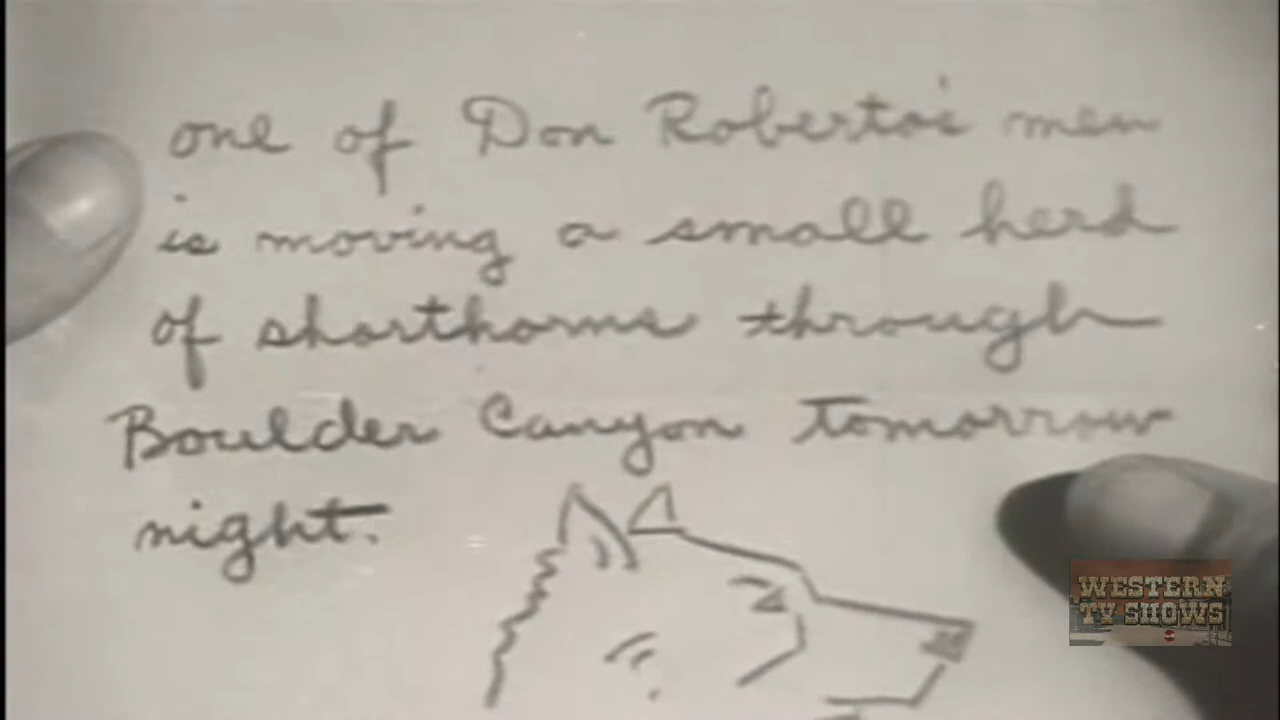 one of Don Roberto's men
is moving a small herd
of shorthorns through
Boulder Canyon tomorrow
night.
WESTERN
TV SHOWS